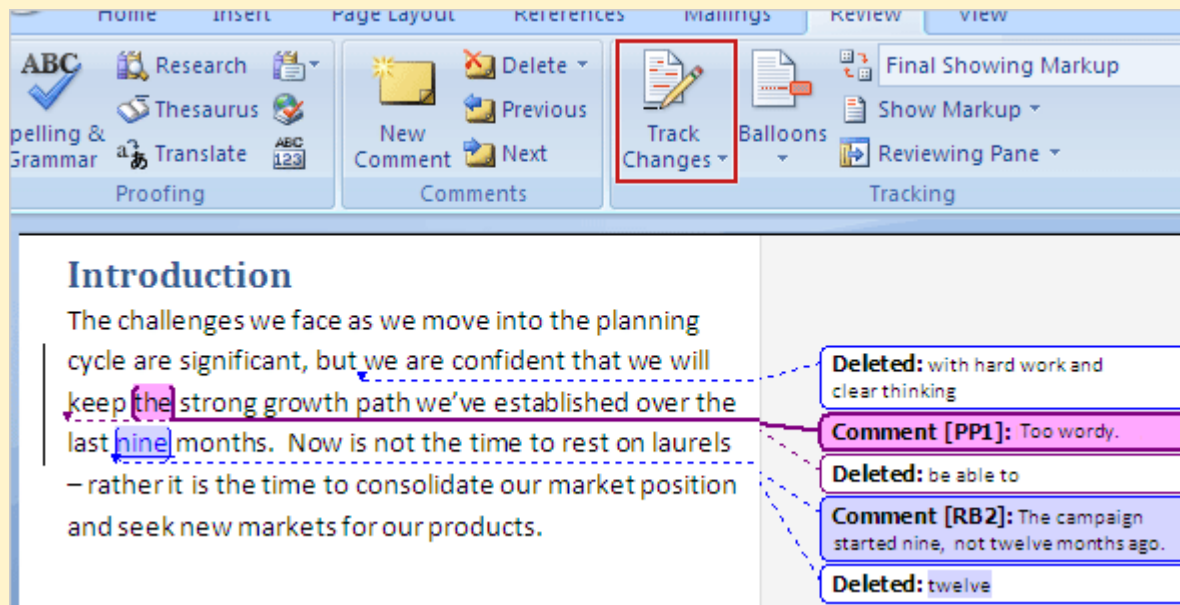 Home Insert Page Layout References Mailings Review View
ABC Research Delete Final Showing Markup
Thesaurus Previous Show Markup
pelling & New Track Balloons
Grammar Translate ABC 123 Comment Next Changes Reviewing Pane
Proofing Comments Tracking
Introduction
The challenges we face as we move into the planning
cycle are significant, but we are confident that we will
keep the strong growth path we’ve established over the
last nine months. Now is not the time to rest on laurels
– rather it is the time to consolidate our market position
and seek new markets for our products.
Deleted: with hard work and
clear thinking
Comment [PP1]: Too wordy.
Deleted: be able to
Comment [RB2]: The campaign
started nine, not twelve months ago.
Deleted: twelve